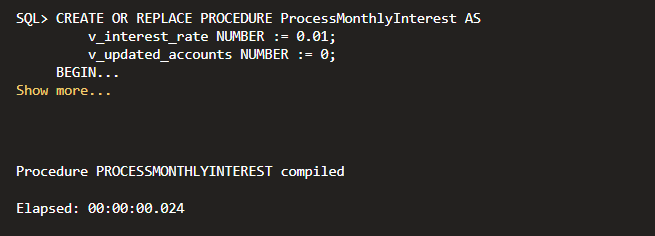 SQL> CREATE OR REPLACE PROCEDURE ProcessMonthlyInterest AS
v_interest_rate NUMBER := 0.01;
v_updated_accounts NUMBER := 0;
BEGIN...
Show more...
Procedure PROCESSMONTHLYINTEREST compiled
Elapsed: 00:00:00.024